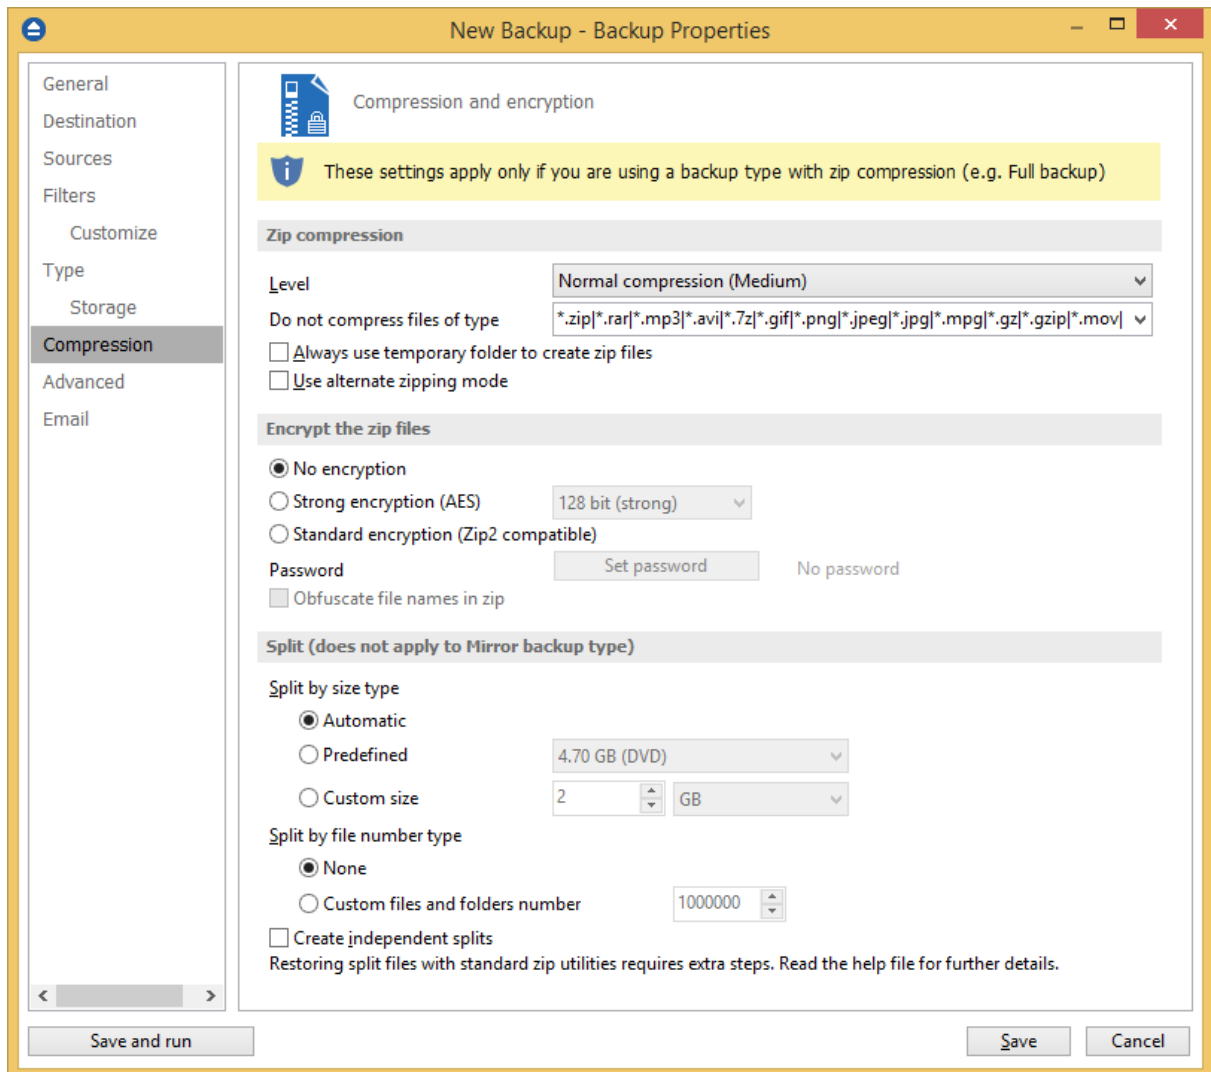 New Backup - Backup Properties
General
Destination
Sources
Filters
Customize
Type
Storage
Compression
Advanced
Email
Compression and encryption
These settings apply only if you are using a backup type with zip compression (e.g. Full backup)
Zip compression
Level Normal compression (Medium)
Do not compress files of type *.zip|*.rar|*.mp3|*.avi|*.7z|*.gif|*.png|*.jpeg|*.jpg|*.mpg|*.gz|*.gzip|*.mov|
Always use temporary folder to create zip files
Use alternate zipping mode
Encrypt the zip files
No encryption
Strong encryption (AES) 128 bit (strong)
Standard encryption (Zip2 compatible)
Password Set password No password
Obfuscate file names in zip
Split (does not apply to Mirror backup type)
Split by size type
Automatic
Predefined 4.70 GB (DVD)
Custom size 2 GB
Split by file number type
None
Custom files and folders number 1000000
Create independent splits
Restoring split files with standard zip utilities requires extra steps. Read the help file for further details.
Save and run Save Cancel